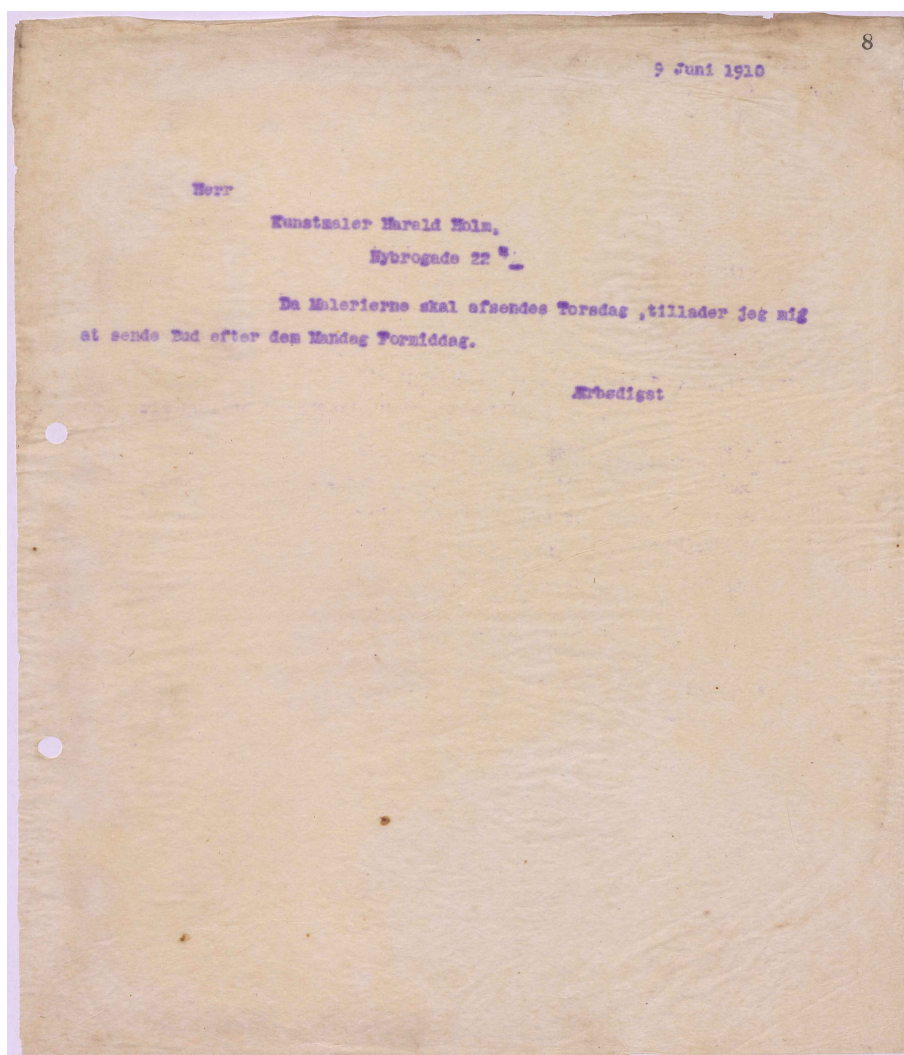 8
9 Juni 1910
Herr
Kunstmaler Harald Holm,
Nybrogade 22
Da Malerierne skal afsendes Torsdag ,tillader jeg mig
at sende Bud efter dem Mandag Formiddag.
Ærbødigst